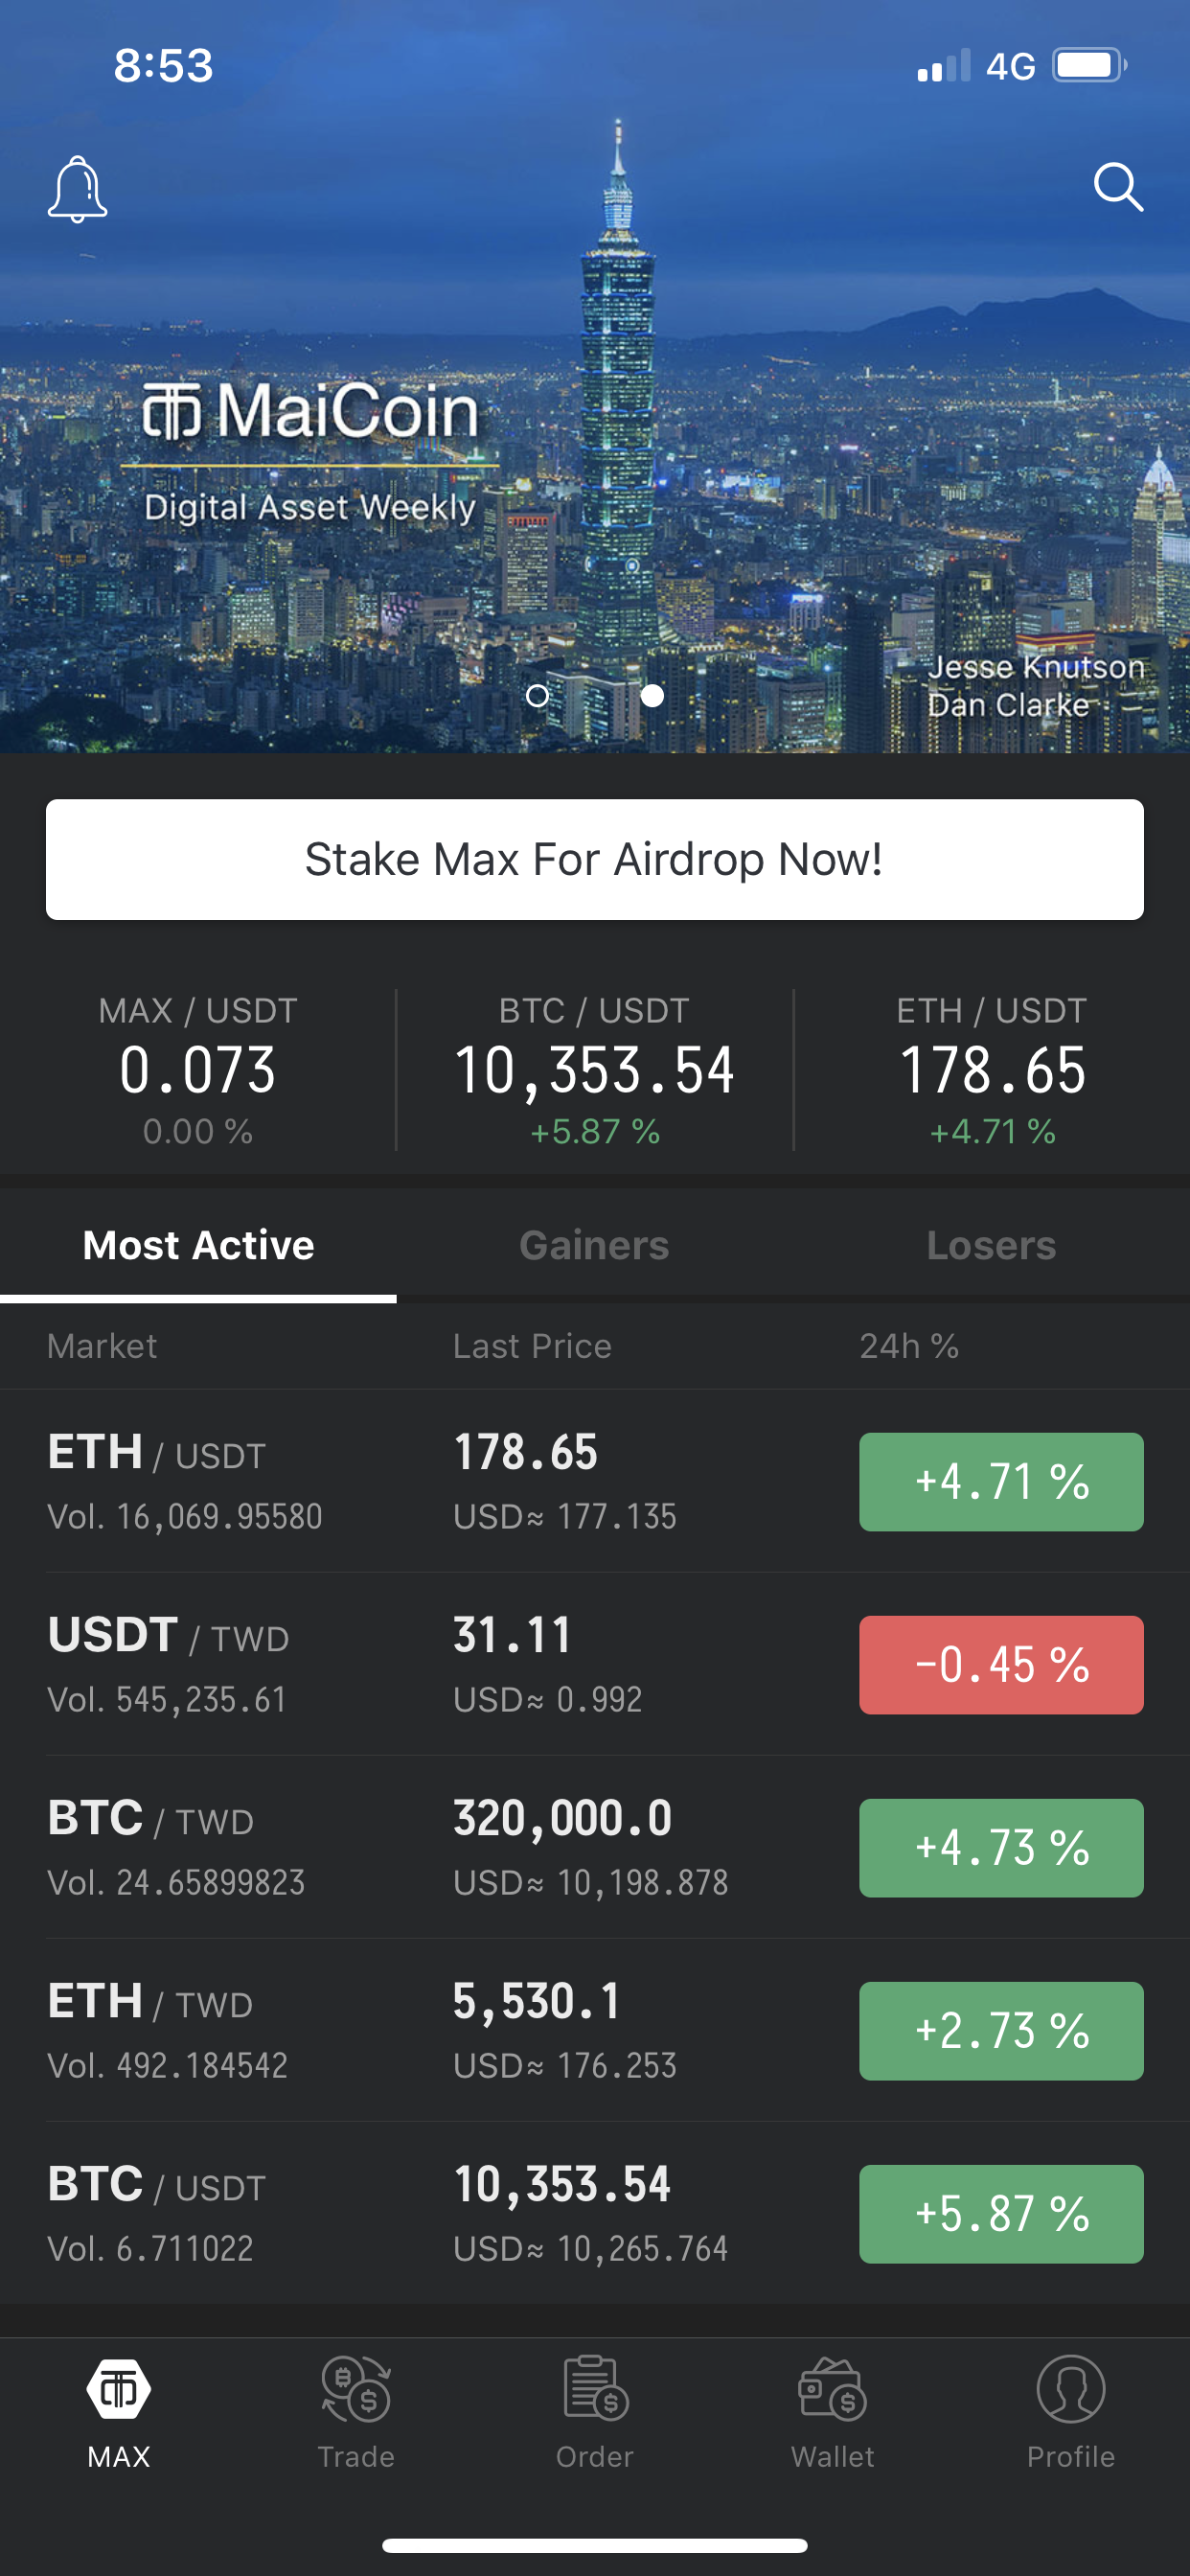 8:53
4G
MaiCoin
Digital Asset Weekly
Jesse Knutson
Dan Clarke
Stake Max For Airdrop Now!
MAX / USDT
0.073
0.00 %
BTC / USDT
10,353.54
+5.87 %
ETH / USDT
178.65
+4.71 %
Most Active Gainers Losers
Market Last Price 24h %
ETH / USDT 178.65 +4.71 %
Vol. 16,069.95580 USD≈ 177.135
USDT / TWD 31.11 -0.45 %
Vol. 545,235.61 USD≈ 0.992
BTC / TWD 320,000.0 +4.73 %
Vol. 24.65899823 USD≈ 10,198.878
ETH / TWD 5,530.1 +2.73 %
Vol. 492.184542 USD≈ 176.253
BTC / USDT 10,353.54 +5.87 %
Vol. 6.711022 USD≈ 10,265.764
MAX Trade Order Wallet Profile